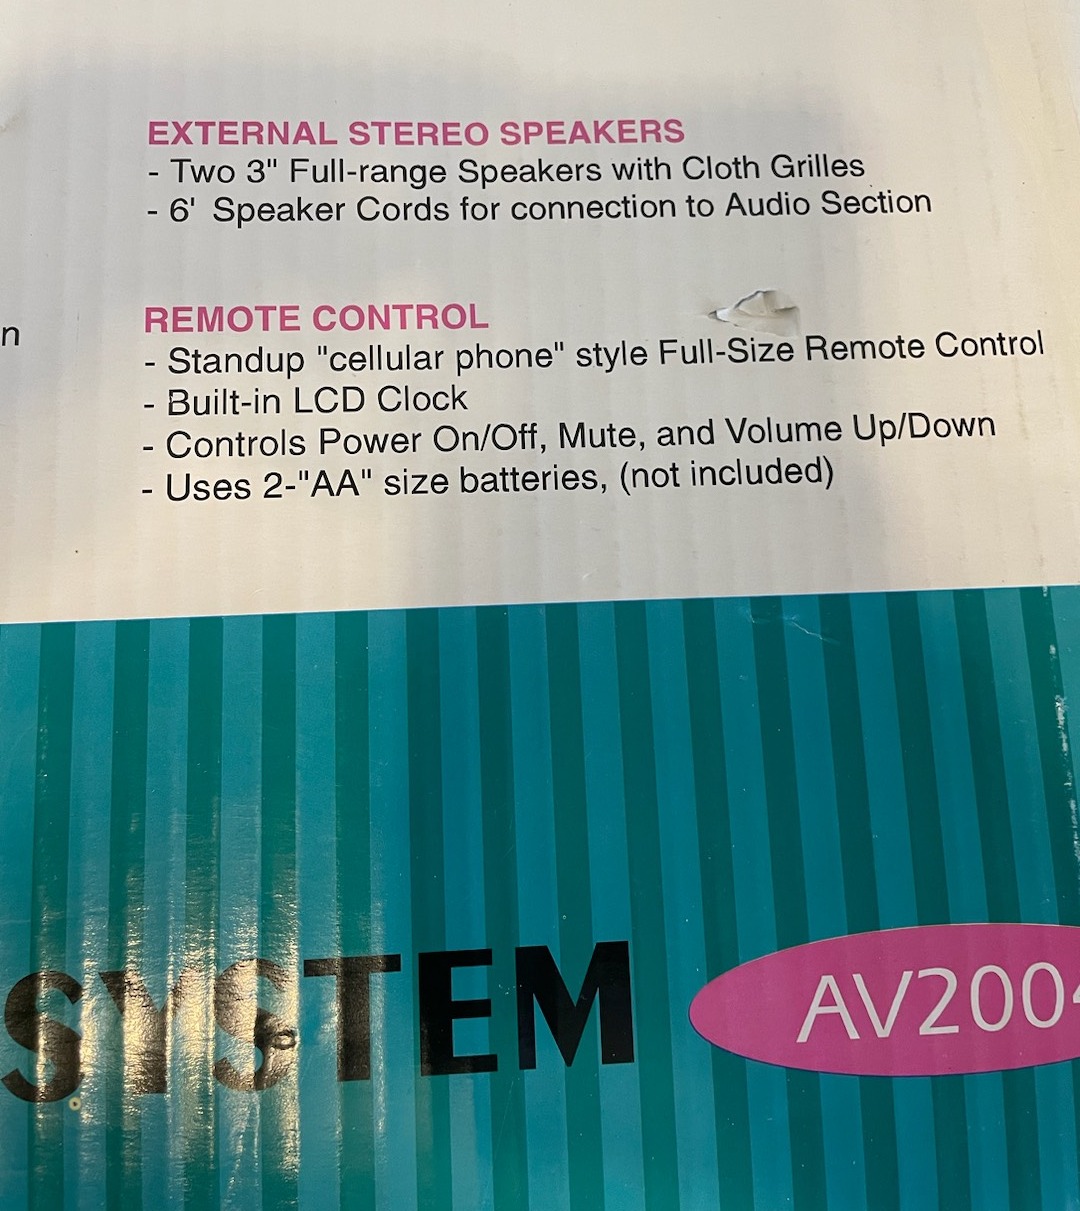 EXTERNAL STEREO SPEAKERS
- Two 3" Full-range Speakers with Cloth Grilles
- 6' Speaker Cords for connection to Audio Section
n
REMOTE CONTROL
- Standup "cellular phone" style Full-Size Remote Control
- Built-in LCD Clock
- Controls Power On/Off, Mute, and Volume Up/Down
- Uses 2-"AA" size batteries, (not included)
SYSTEM
AV200